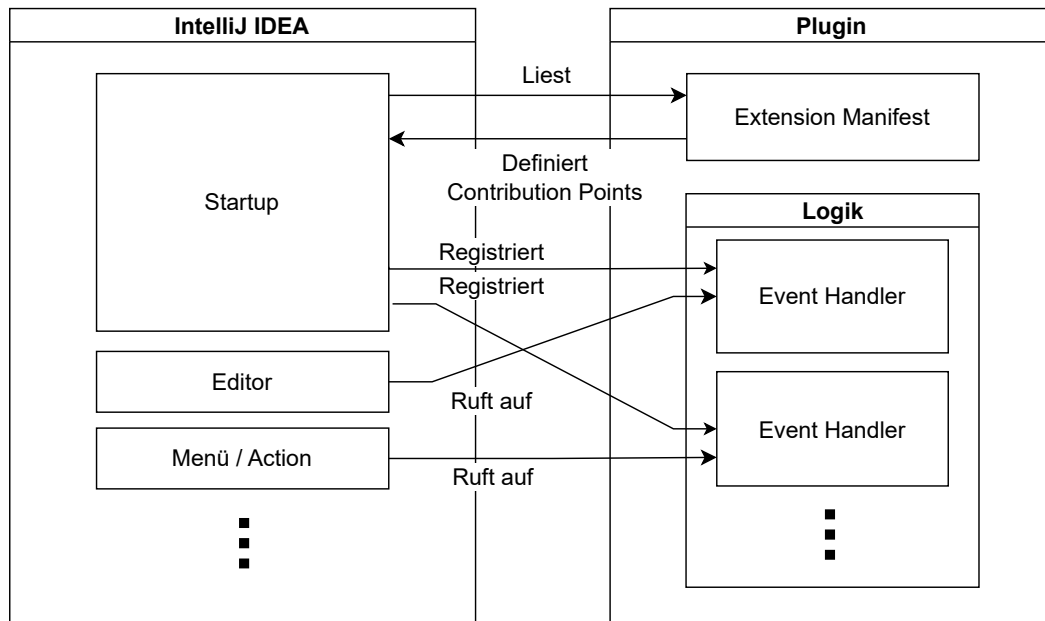 IntelliJ IDEA
Plugin
Liest
Extension Manifest
Definiert
Contribution Points
Startup
Logik
Registriert
Registriert
Event Handler
Editor
Ruft auf
Event Handler
Menü / Action
Ruft auf